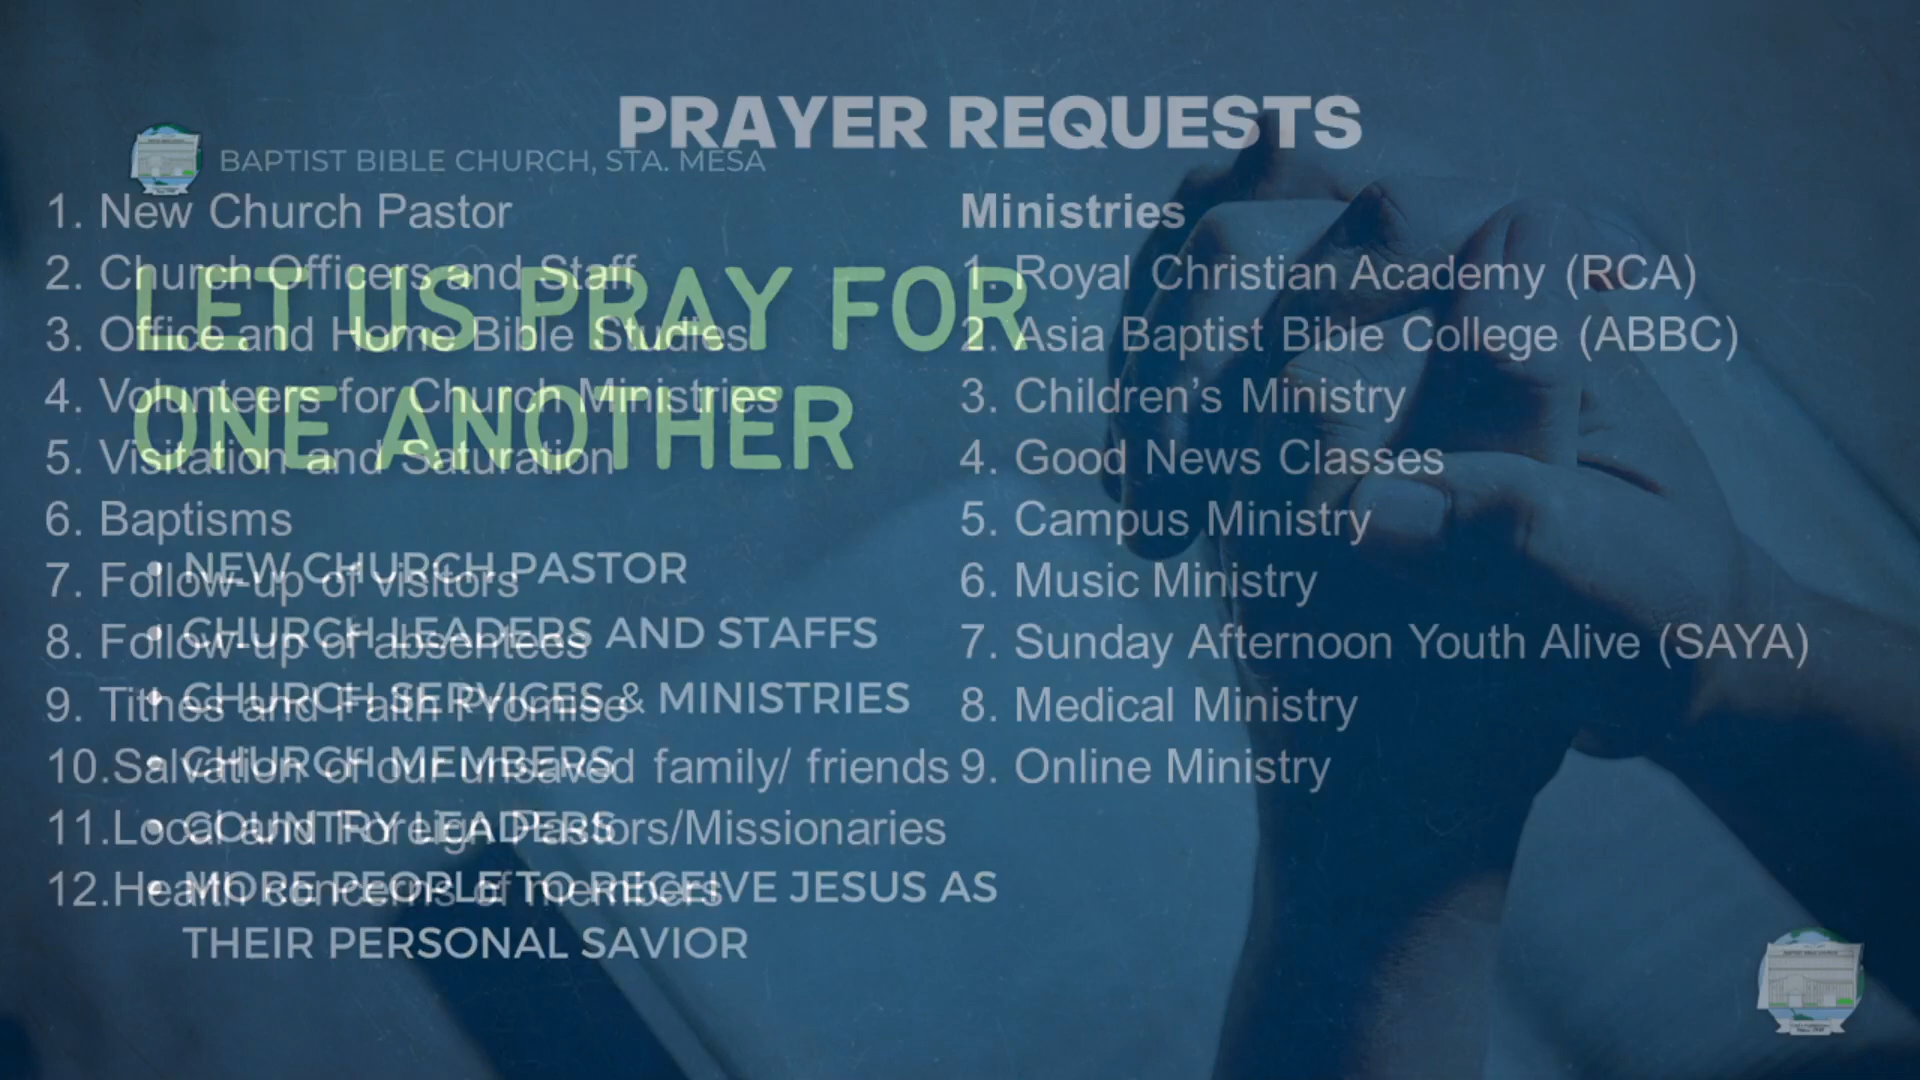 PRAYER REQUESTS
BAPTIST BIBLE CHURCH, STA. MESA
1. New Church Pastor
2. Church Officers and Staff
3. Office and Home Bible Studies
4. Volunteers for Church Ministries
5. Visitation and Saturation
6. Baptisms
7. Follow-up of visitors
8. Follow-up of absentees
9. Tithes and Faith Promise
10.Salvation of our unsaved family/ friends
11.Local and Foreign Pastors/Missionaries
12.Health concerns of members
Ministries
1. Royal Christian Academy (RCA)
2. Asia Baptist Bible College (ABBC)
3. Children’s Ministry
4. Good News Classes
5. Campus Ministry
6. Music Ministry
7. Sunday Afternoon Youth Alive (SAYA)
8. Medical Ministry
9. Online Ministry
LET US PRAY FOR
ONE ANOTHER
• NEW CHURCH PASTOR
• CHURCH LEADERS AND STAFFS
• CHURCH SERVICES & MINISTRIES
• CHURCH MEMBERS
• COUNTRY LEADERS
• MORE PEOPLE TO RECEIVE JESUS AS
THEIR PERSONAL SAVIOR